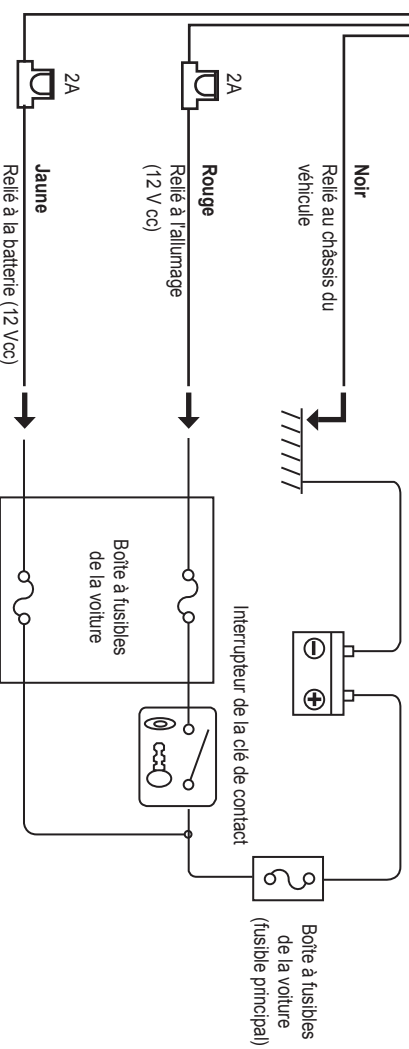 Noir
Relié au châssis du
véhicule
2A
Rouge
Relié à l'allumage
(12 V cc)
2A
Jaune
Relié à la batterie (12 Vcc)
Boîte à fusibles
de la voiture
Interrupteur de la clé de contact
Boîte à fusibles
de la voiture
(fusible principal)